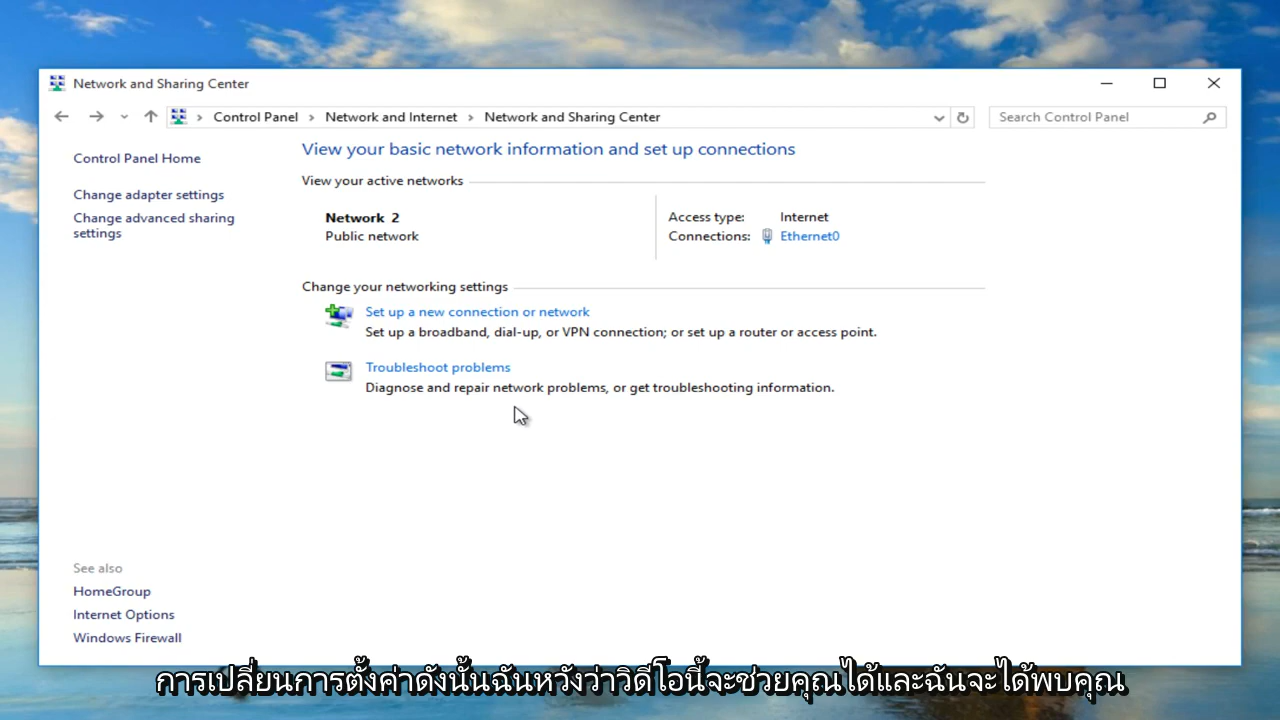 Network and Sharing Center
Control Panel > Network and Internet > Network and Sharing Center
Search Control Panel
Control Panel Home
Change adapter settings
Change advanced sharing
settings
View your basic network information and set up connections
View your active networks
Network 2
Public network
Access type: Internet
Connections: Ethernet0
Change your networking settings
Set up a new connection or network
Set up a broadband, dial-up, or VPN connection; or set up a router or access point.
Troubleshoot problems
Diagnose and repair network problems, or get troubleshooting information.
See also
HomeGroup
Internet Options
Windows Firewall
การเปลี่ยนการตั้งค่าดังนั้นฉันหวังว่าวิดีโอนี้จะช่วยคุณได้และฉันจะได้พบคุณ